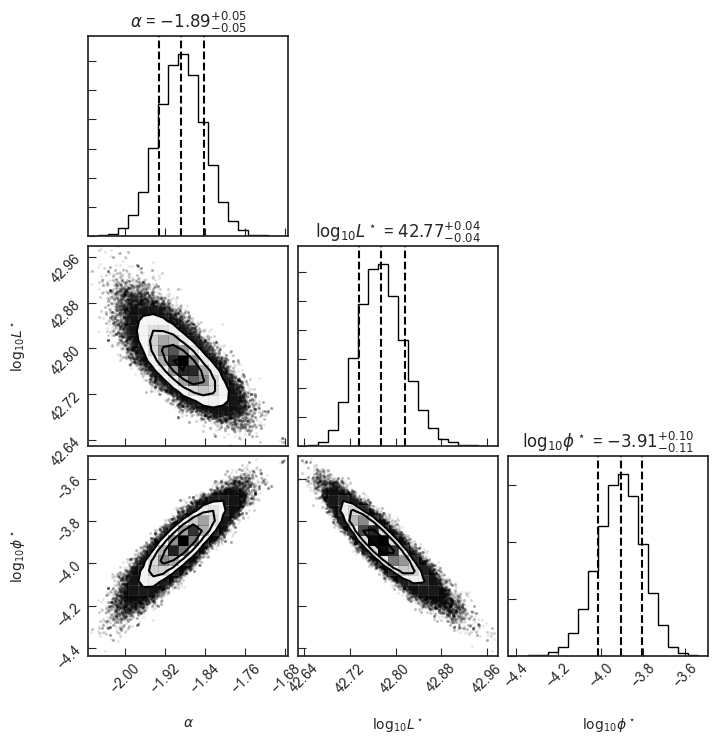 α = −1.89+0.05 −0.05
log10L⋆ = 42.77+0.04 −0.04
42.96
42.88
42.80
42.72
42.64
log10L⋆
log10ϕ⋆ = −3.91+0.10 −0.11
−3.6
−3.8
−4.0
−4.2
−4.4
log10ϕ⋆
−2.00 −1.92 −1.84 −1.76 −1.68
42.64 42.72 42.80 42.88 42.96
−4.4 −4.2 −4.0 −3.8 −3.6
α
log10L⋆
log10ϕ⋆